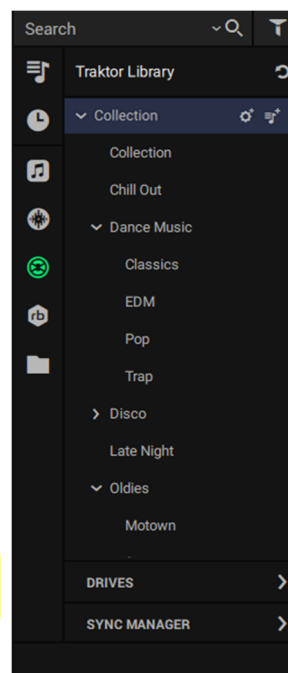 Search
Traktor Library
Collection
Collection
Chill Out
Dance Music
Classics
EDM
Pop
Trap
Disco
Late Night
Oldies
Motown
DRIVES
SYNC MANAGER